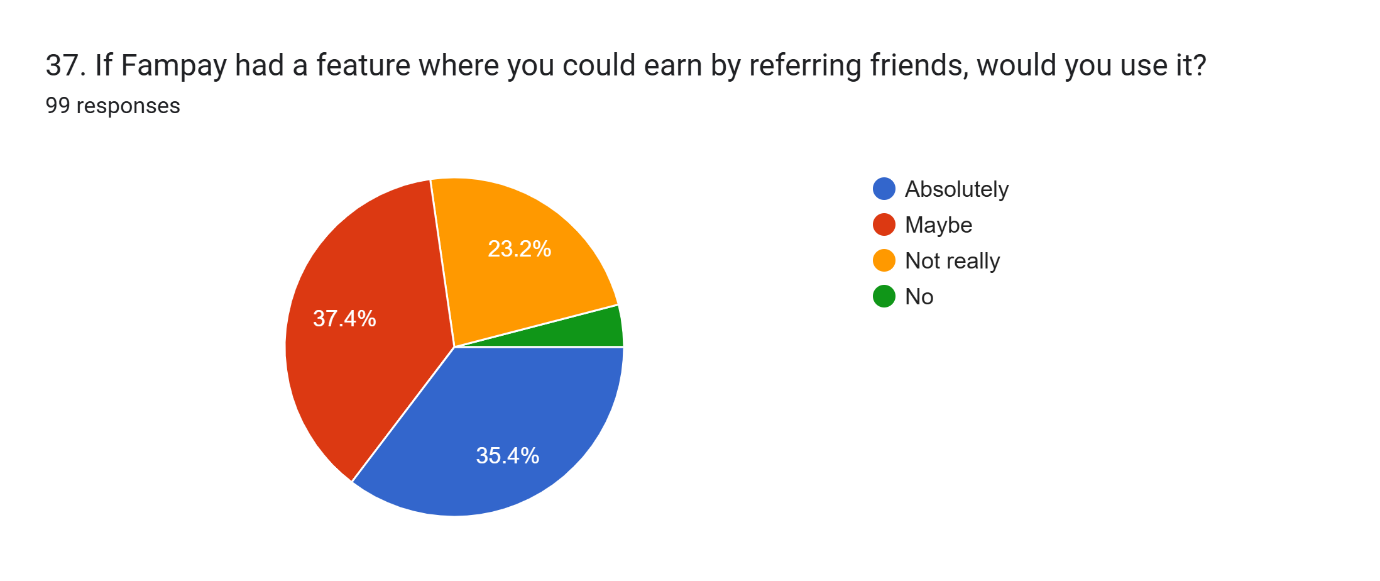 37. If Fampay had a feature where you could earn by referring friends, would you use it?
99 responses
Absolutely
Maybe
Not really
No
23.2%
37.4%
35.4%